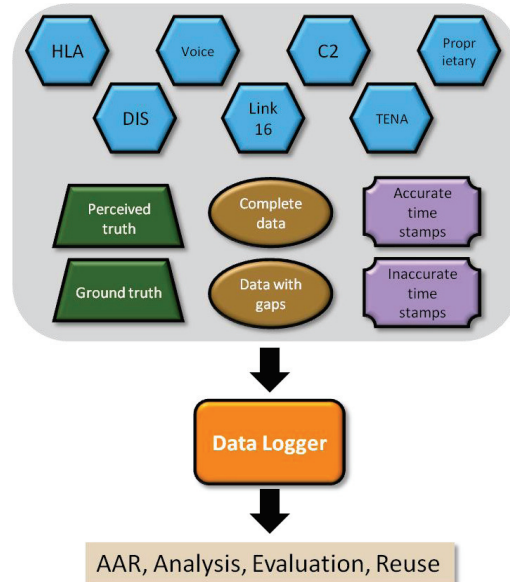 HLA
Voice
C2
Propr
ietary
DIS
Link
16
TENA
Perceived
truth
Complete
data
Accurate
time
stamps
Ground truth
Data with
gaps
Inaccurate
time
stamps
Data Logger
AAR, Analysis, Evaluation, Reuse